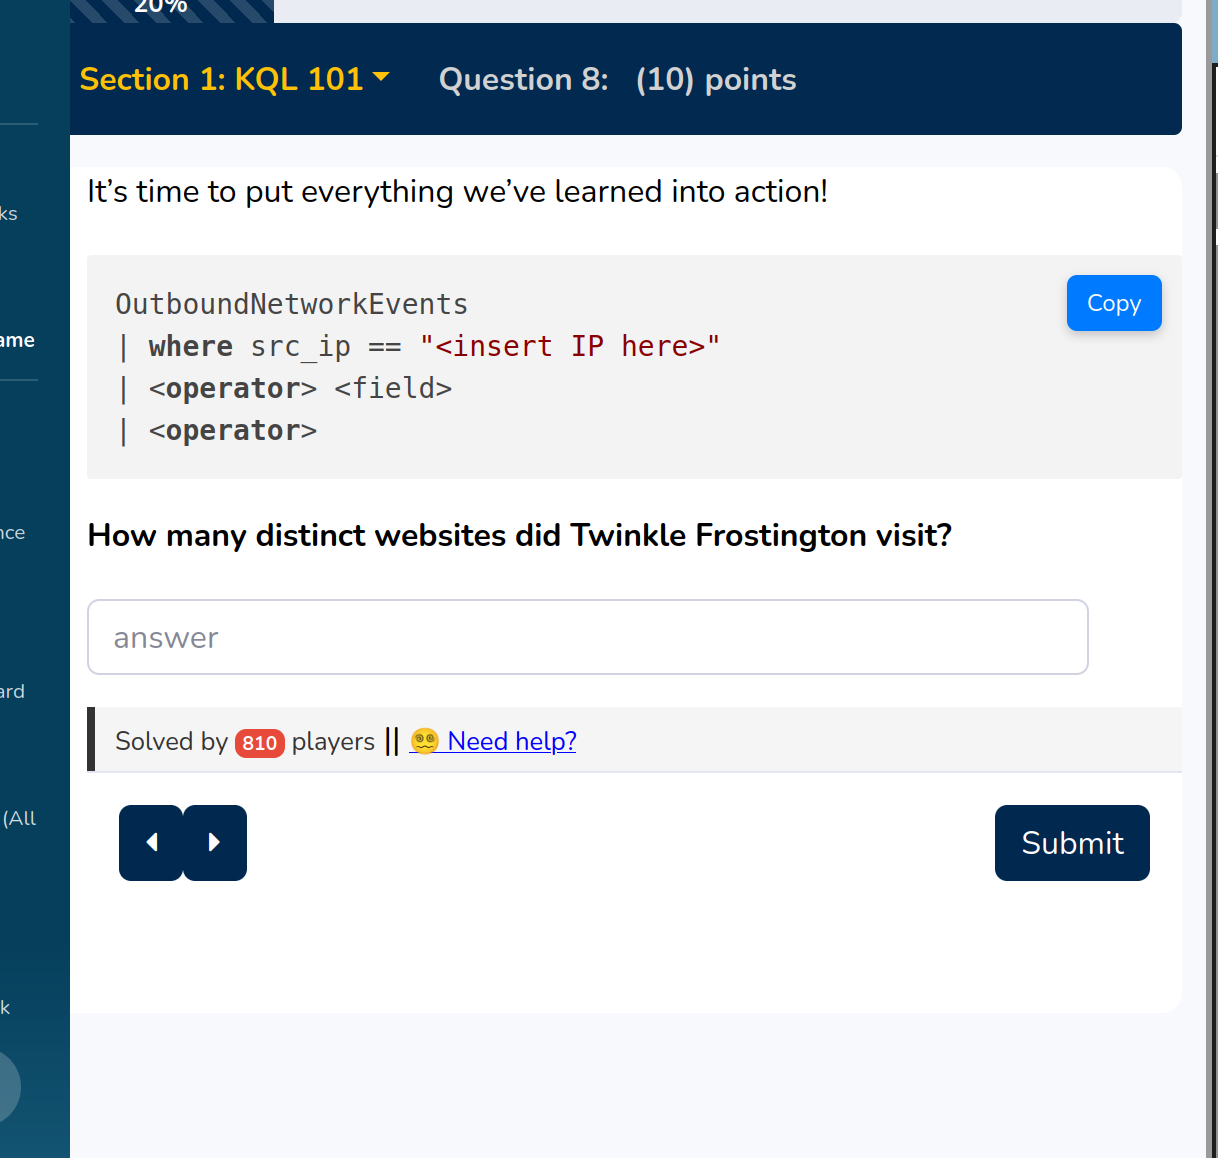 20%
Section 1: KQL 101 Question 8: (10) points
It’s time to put everything we’ve learned into action!
OutboundNetworkEvents
| where src_ip == "<insert IP here>"
| <operator> <field>
| <operator>
Copy
How many distinct websites did Twinkle Frostington visit?
answer
Solved by 810 players || 😵‍💫 Need help?
Submit
ks
ame
nce
ard
(All
k